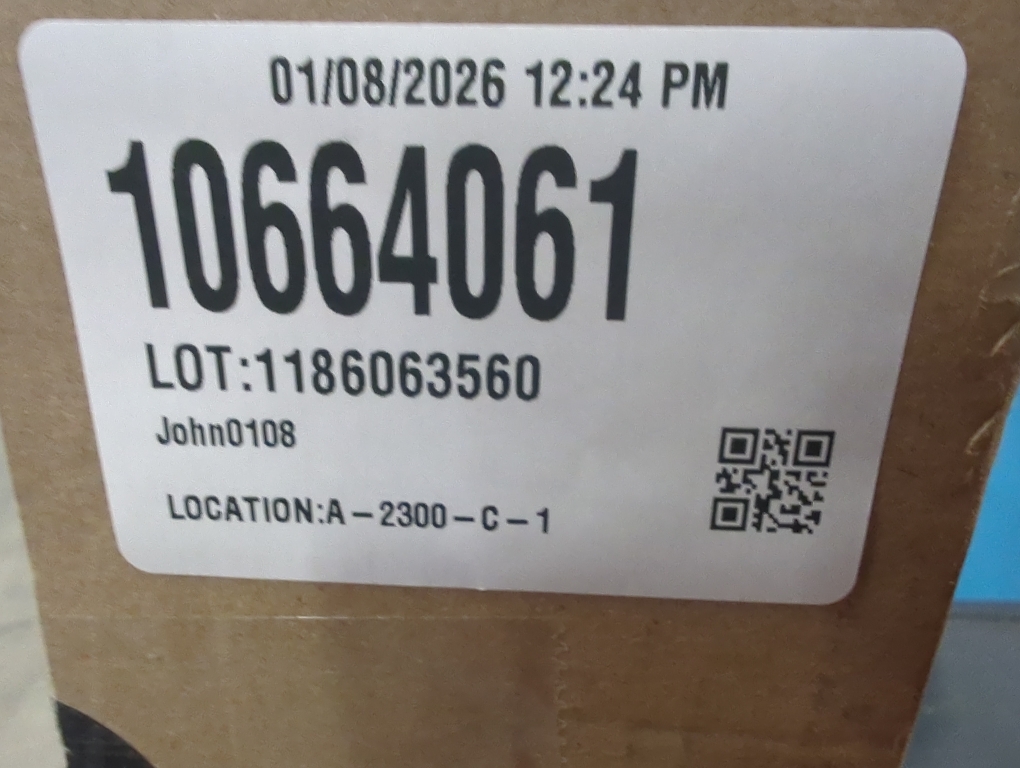 01/08/2026 12:24 PM
10664061
LOT:1186063560
John0108
LOCATION:A-2300-C-1